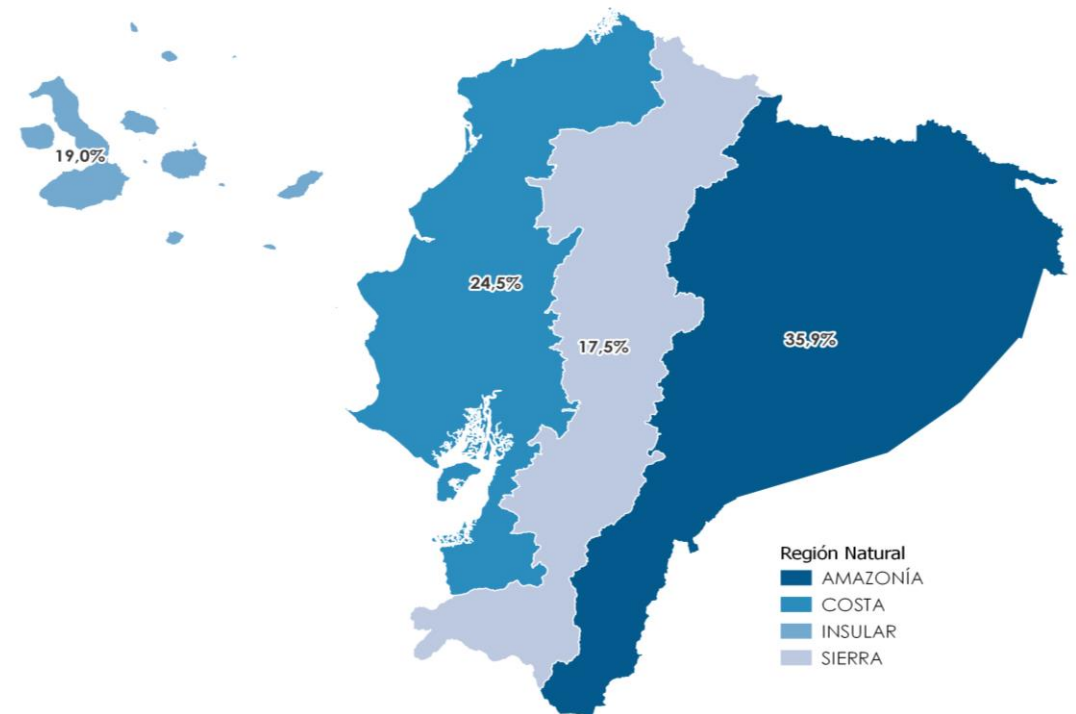 19,0%
24,5%
17,5%
35,9%
Región Natural
AMAZONÍA
COSTA
INSULAR
SIERRA